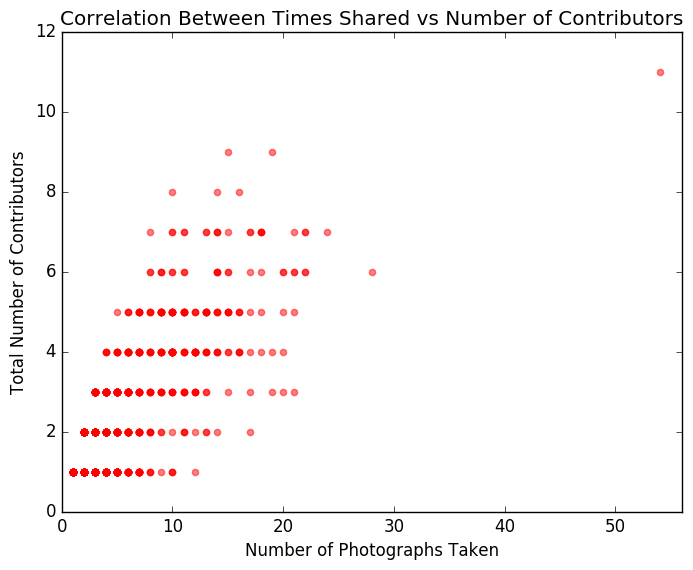 Correlation Between Times Shared vs Number of Contributors
12
10
8
6
4
2
0
Total Number of Contributors
0 10 20 30 40 50
Number of Photographs Taken